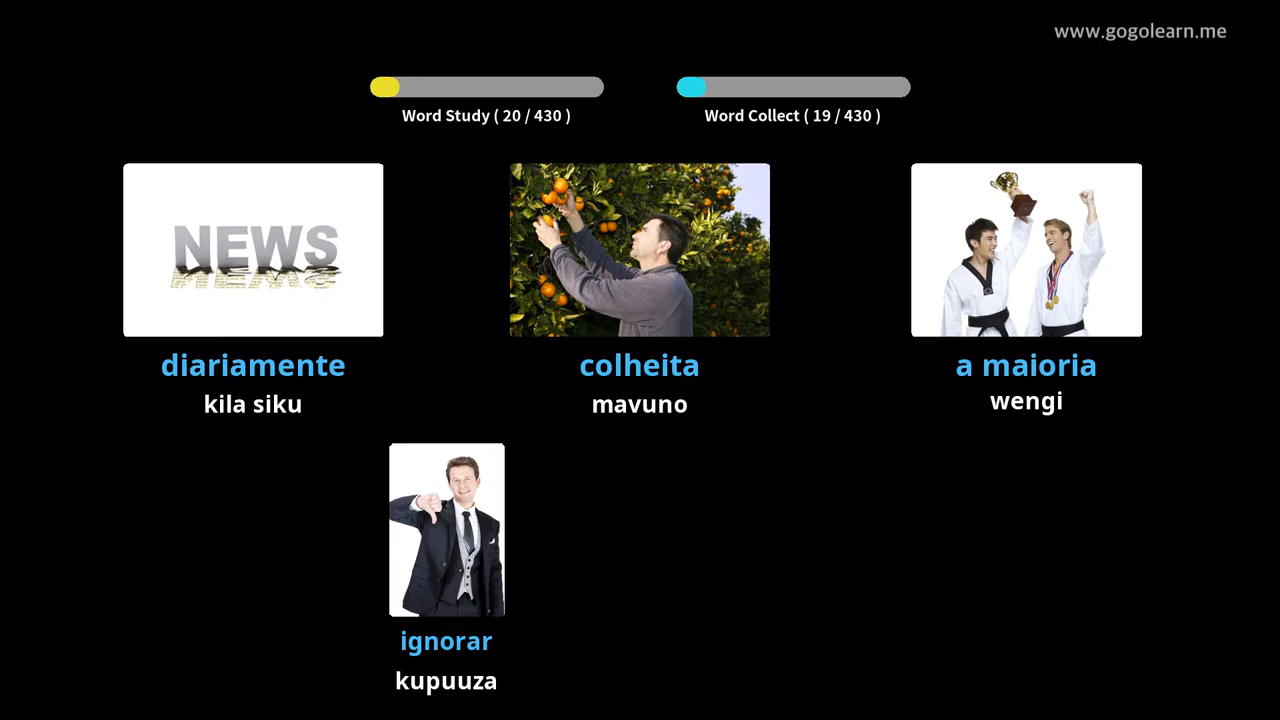 www.gogolearn.me
Word Study ( 20 / 430 )
Word Collect ( 19 / 430 )
NEWS
diariamente
kila siku
colheita
mavuno
a maioria
wengi
ignorar
kupuuza